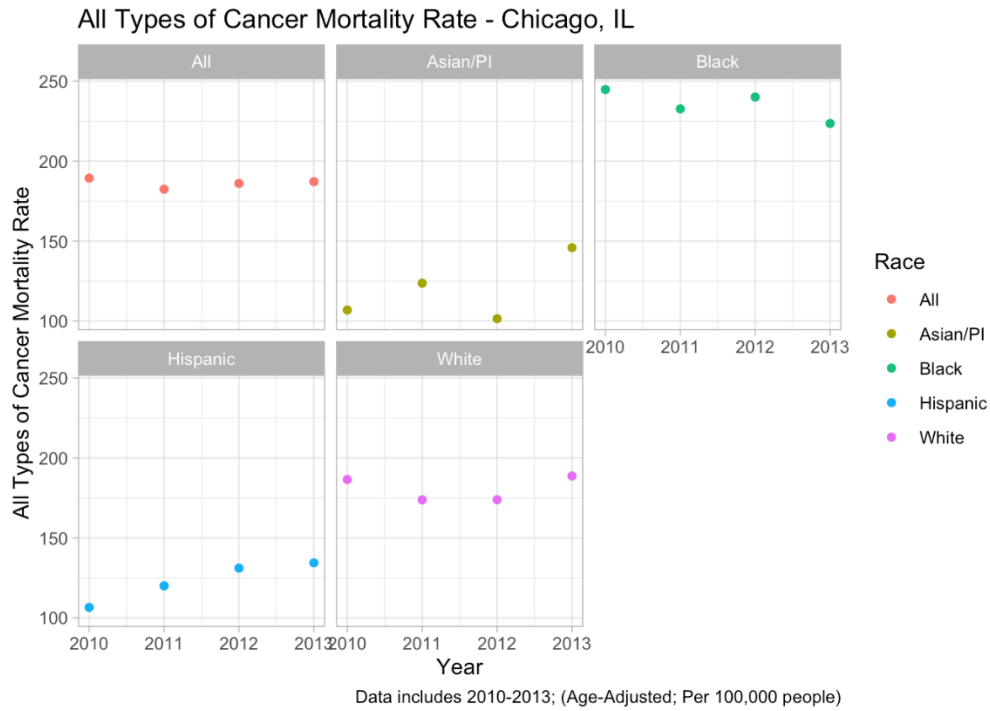 All Types of Cancer Mortality Rate - Chicago, IL
All
Asian/PI
Black
250
200
150
100
2010
2011
2012
2013
Hispanic
White
250
200
150
100
2010
2011
2012
2013
2010
2011
2012
2013
All Types of Cancer Mortality Rate
Year
Race
All
Asian/PI
Black
Hispanic
White
Data includes 2010-2013; (Age-Adjusted; Per 100,000 people)